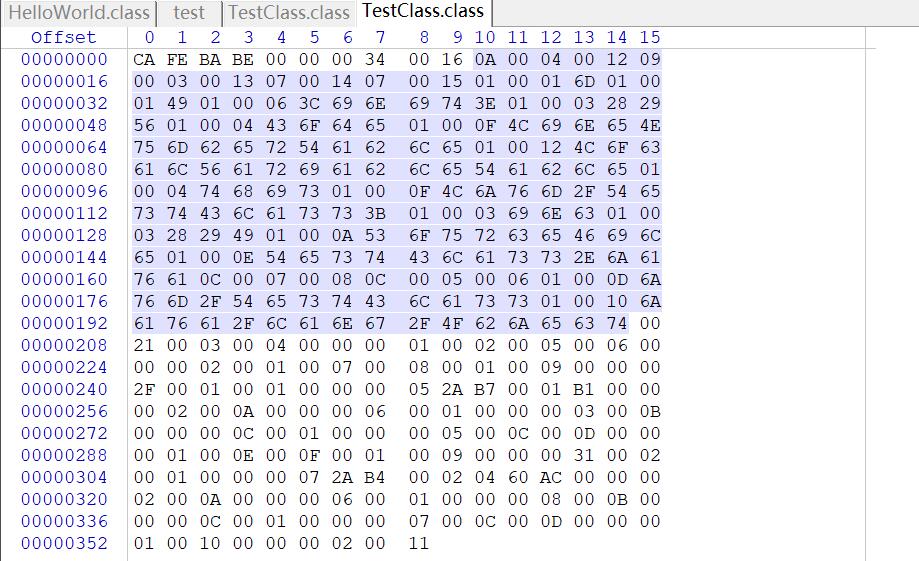 HelloWorld.class test TestClass.class TestClass.class
Offset 0 1 2 3 4 5 6 7 8 9 10 11 12 13 14 15
00000000 CA FE BA BE 00 00 00 34 00 16 0A 00 04 00 12 09
00000016 00 03 00 13 07 00 14 07 00 15 01 00 01 6D 01 00
00000032 01 49 01 00 06 3C 69 6E 69 74 3E 01 00 03 28 29
00000048 56 01 00 04 43 6F 64 65 01 00 0F 4C 69 6E 65 4E
00000064 75 6D 62 65 72 54 61 62 6C 65 01 00 12 4C 6F 63
00000080 61 6C 56 61 72 69 61 62 6C 65 54 61 62 6C 65 01
00000096 00 04 74 68 69 73 01 00 0F 4C 6A 76 6D 2F 54 65
00000112 73 74 43 6C 61 73 73 3B 01 00 03 69 6E 63 01 00
00000128 03 28 29 49 01 00 0A 53 6F 75 72 63 65 46 69 6C
00000144 65 01 00 0E 54 65 73 74 43 6C 61 73 73 2E 6A 61
00000160 76 61 0C 00 07 00 08 0C 00 05 00 06 01 00 0D 6A
00000176 76 6D 2F 54 65 73 74 43 6C 61 73 73 01 00 10 6A
00000192 61 76 61 2F 6C 61 6E 67 2F 4F 62 6A 65 63 74 00
00000208 21 00 03 00 04 00 00 00 01 00 02 00 05 00 06 00
00000224 00 00 02 00 01 00 07 00 08 00 01 00 09 00 00 00
00000240 2F 00 01 00 01 00 00 00 05 2A B7 00 01 B1 00 00
00000256 00 02 00 0A 00 00 00 06 00 01 00 00 00 03 00 0B
00000272 00 00 00 0C 00 01 00 00 00 05 00 0C 00 0D 00 00
00000288 00 01 00 0E 00 0F 00 01 00 09 00 00 00 31 00 02
00000304 00 01 00 00 00 07 2A B4 00 02 04 60 AC 00 00 00
00000320 02 00 0A 00 00 00 06 00 01 00 00 00 08 00 0B 00
00000336 00 00 0C 00 01 00 00 00 07 00 0C 00 0D 00 00 00
00000352 01 00 10 00 00 00 02 00 11